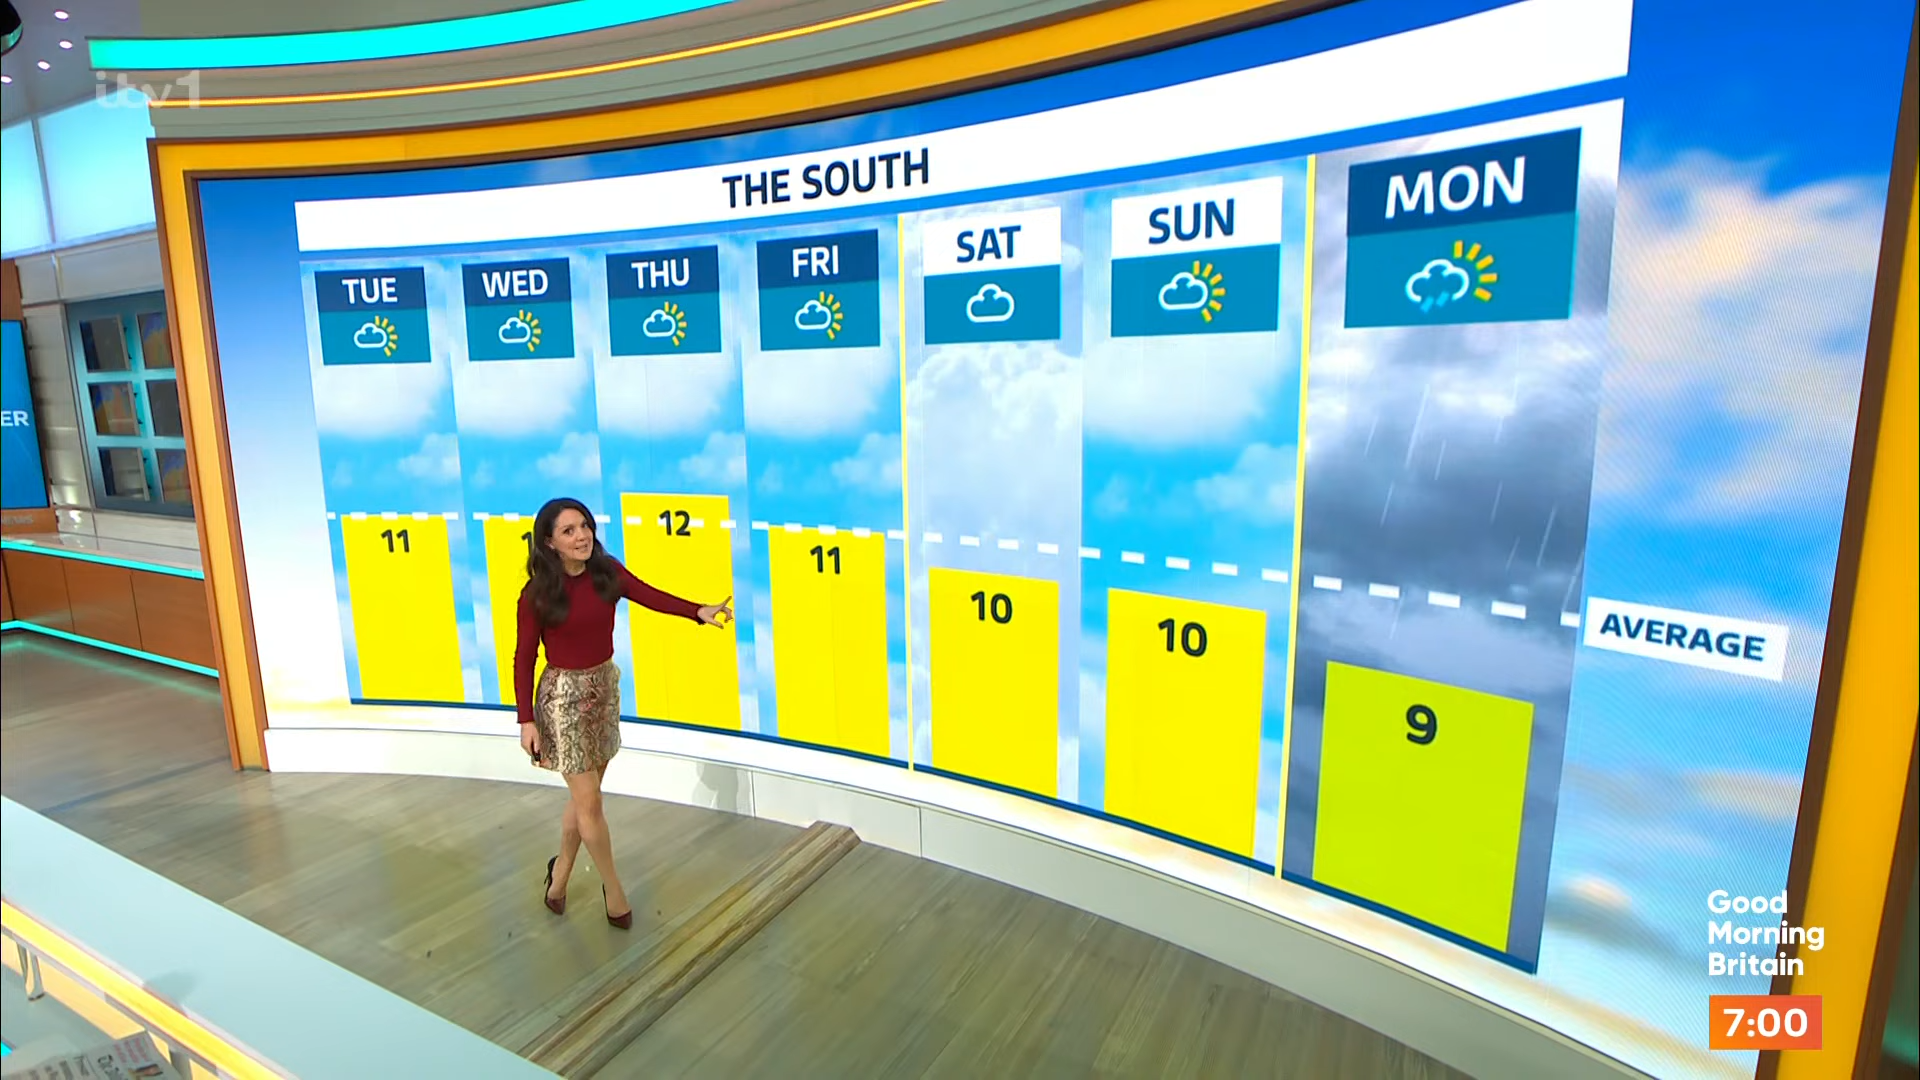 itv1
ER
THE SOUTH
TUE
WED
THU
FRI
SAT
SUN
MON
11
12
11
10
10
9
AVERAGE
Good
Morning
Britain
7:00